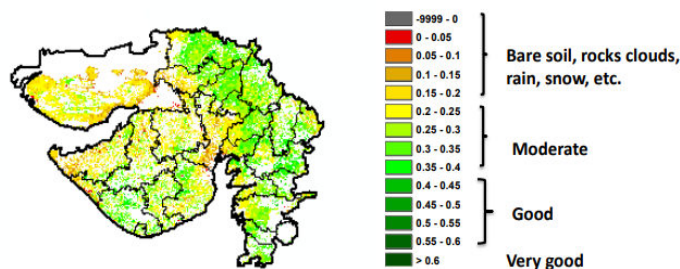 -9999 - 0
0 - 0.05
0.05 - 0.1
0.1 - 0.15
0.15 - 0.2
0.2 - 0.25
0.25 - 0.3
0.3 - 0.35
0.35 - 0.4
0.4 - 0.45
0.45 - 0.5
0.5 - 0.55
0.55 - 0.6
> 0.6
Bare soil, rocks clouds,
rain, snow, etc.
Moderate
Good
Very good